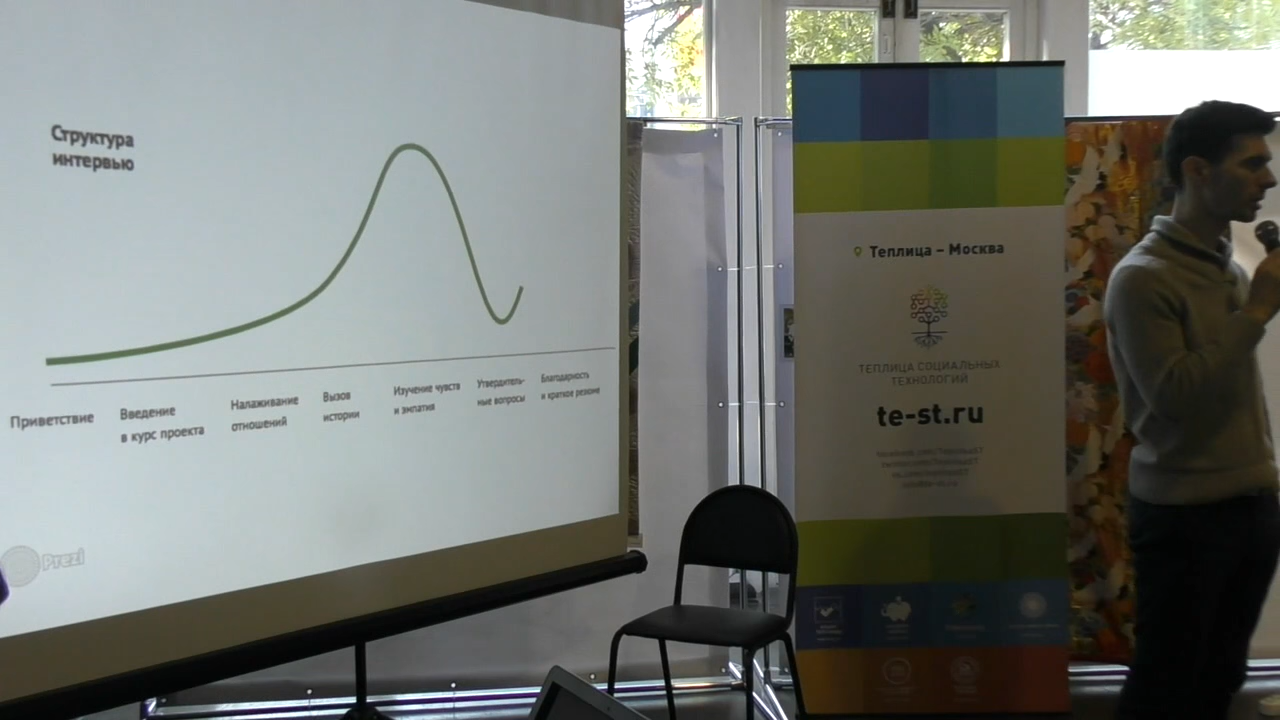 Структура
интервью
Приветствие
Введение
в курс проекта
Налаживание
отношений
Вызов
истории
Изучение чувств
и эмпатия
Утвердитель-
ные вопросы
Благодарность
и краткое резюме
Prezi
Теплица – Москва
ТЕПЛИЦА СОЦИАЛЬНЫХ
ТЕХНОЛОГИЙ
te-st.ru